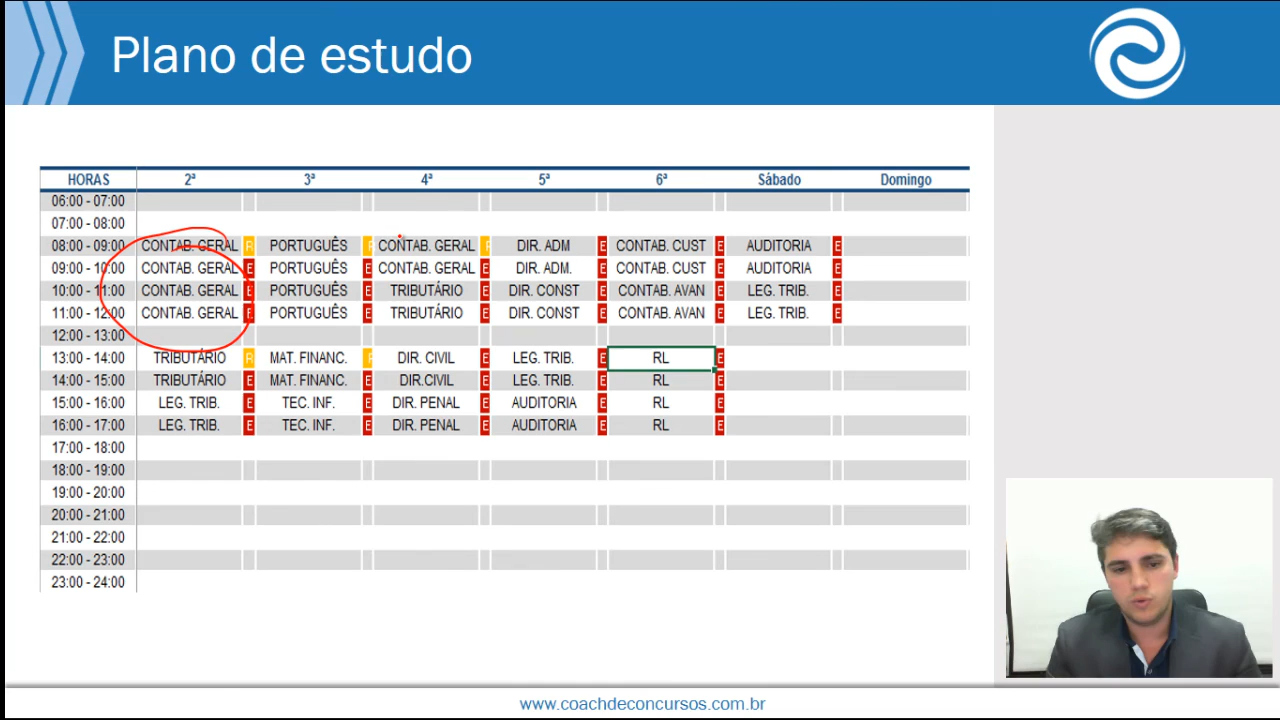 Plano de estudo
HORAS 2ª 3ª 4ª 5ª 6ª Sábado Domingo
06:00 - 07:00
07:00 - 08:00
08:00 - 09:00 CONTAB. GERAL R PORTUGUÊS R CONTAB. GERAL R DIR. ADM E CONTAB. CUST E AUDITORIA E
09:00 - 10:00 CONTAB. GERAL E PORTUGUÊS E CONTAB. GERAL E DIR. ADM. E CONTAB. CUST E AUDITORIA E
10:00 - 11:00 CONTAB. GERAL E PORTUGUÊS E TRIBUTÁRIO E DIR. CONST E CONTAB. AVAN E LEG. TRIB. E
11:00 - 12:00 CONTAB. GERAL E PORTUGUÊS E TRIBUTÁRIO E DIR. CONST E CONTAB. AVAN E LEG. TRIB. E
12:00 - 13:00
13:00 - 14:00 TRIBUTÁRIO R MAT. FINANC. R DIR. CIVIL E LEG. TRIB. E RL E
14:00 - 15:00 TRIBUTÁRIO E MAT. FINANC. E DIR.CIVIL E LEG. TRIB. E RL E
15:00 - 16:00 LEG. TRIB. E TEC. INF. E DIR. PENAL E AUDITORIA E RL E
16:00 - 17:00 LEG. TRIB. E TEC. INF. E DIR. PENAL E AUDITORIA E RL E
17:00 - 18:00
18:00 - 19:00
19:00 - 20:00
20:00 - 21:00
21:00 - 22:00
22:00 - 23:00
23:00 - 24:00
www.coachdeconcursos.com.br